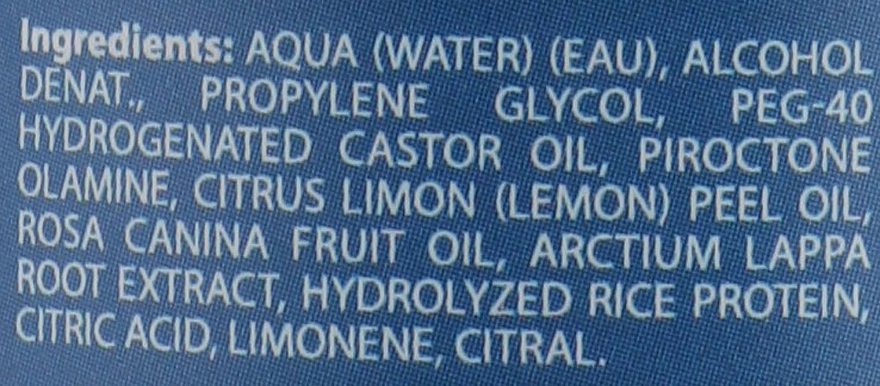 Ingredients: AQUA (WATER) (EAU), ALCOHOL
DENAT., PROPYLENE GLYCOL, PEG-40
HYDROGENATED CASTOR OIL, PIROCTONE
OLAMINE, CITRUS LIMON (LEMON) PEEL OIL,
ROSA CANINA FRUIT OIL, ARCTIUM LAPPA
ROOT EXTRACT, HYDROLYZED RICE PROTEIN,
CITRIC ACID, LIMONENE, CITRAL.